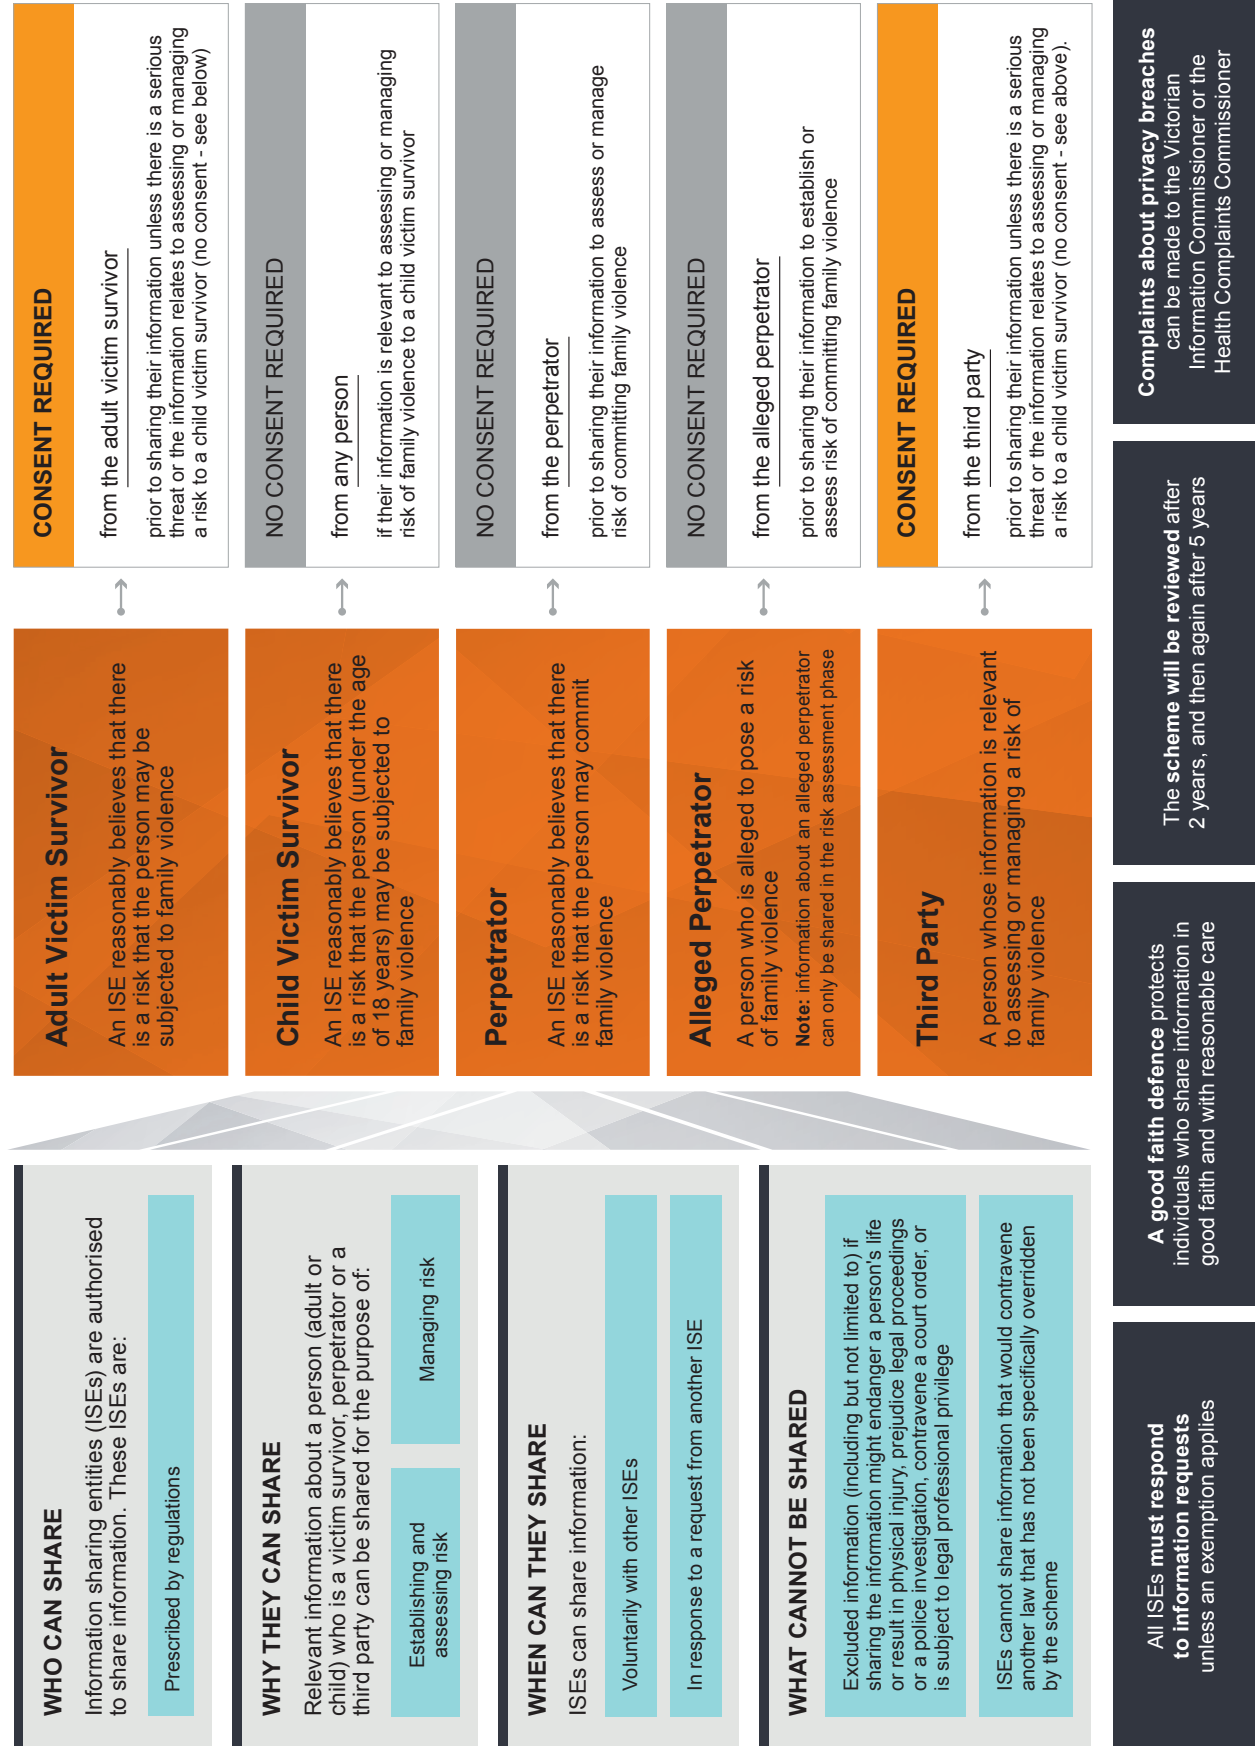 WHO CAN SHARE
Information sharing entities (ISEs) are authorised
to share information. These ISEs are:
Prescribed by regulations
WHY THEY CAN SHARE
Relevant information about a person (adult or
child) who is a victim survivor, perpetrator or a
third party can be shared for the purpose of:
Establishing and
assessing risk
Managing risk
WHEN CAN THEY SHARE
ISEs can share information:
Voluntarily with other ISEs
In response to a request from another ISE
WHAT CANNOT BE SHARED
Excluded information (including but not limited to) if
sharing the information might endanger a person's life
or result in physical injury, prejudice legal proceedings
or a police investigation, contravene a court order, or
is subject to legal professional privilege
ISEs cannot share information that would contravene
another law that has not been specifically overridden
by the scheme
Adult Victim Survivor
An ISE reasonably believes that there
is a risk that the person may be
subjected to family violence
CONSENT REQUIRED
from the adult victim survivor
prior to sharing their information unless there is a serious
threat or the information relates to assessing or managing
a risk to a child victim survivor (no consent - see below)
Child Victim Survivor
An ISE reasonably believes that there
is a risk that the person (under the age
of 18 years) may be subjected to
family violence
NO CONSENT REQUIRED
from any person
if their information is relevant to assessing or managing
risk of family violence to a child victim survivor
Perpetrator
An ISE reasonably believes that there
is a risk that the person may commit
family violence
NO CONSENT REQUIRED
from the perpetrator
prior to sharing their information to assess or manage
risk of committing family violence
Alleged Perpetrator
A person who is alleged to pose a risk
of family violence
Note: information about an alleged perpetrator
can only be shared in the risk assessment phase
NO CONSENT REQUIRED
from the alleged perpetrator
prior to sharing their information to establish or
assess risk of committing family violence
Third Party
A person whose information is relevant
to assessing or managing a risk of
family violence
CONSENT REQUIRED
from the third party
prior to sharing their information unless there is a serious
threat or the information relates to assessing or managing
a risk to a child victim survivor (no consent - see above).
All ISEs must respond
to information requests
unless an exemption applies
A good faith defence protects
individuals who share information in
good faith and with reasonable care
The scheme will be reviewed after
2 years, and then again after 5 years
Complaints about privacy breaches
can be made to the Victorian
Information Commissioner or the
Health Complaints Commissioner